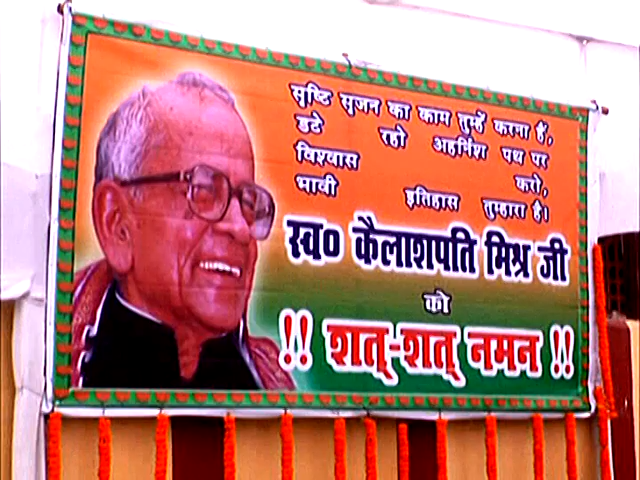 सृष्टि सृजन का काम तुम्हें करना है,
डटे रहो अहर्निश पथ पर
विश्वास करो,
भावी इतिहास तुम्हारा है।
स्व० कैलाशपति मिश्र जी
को
!! शत्-शत् नमन !!